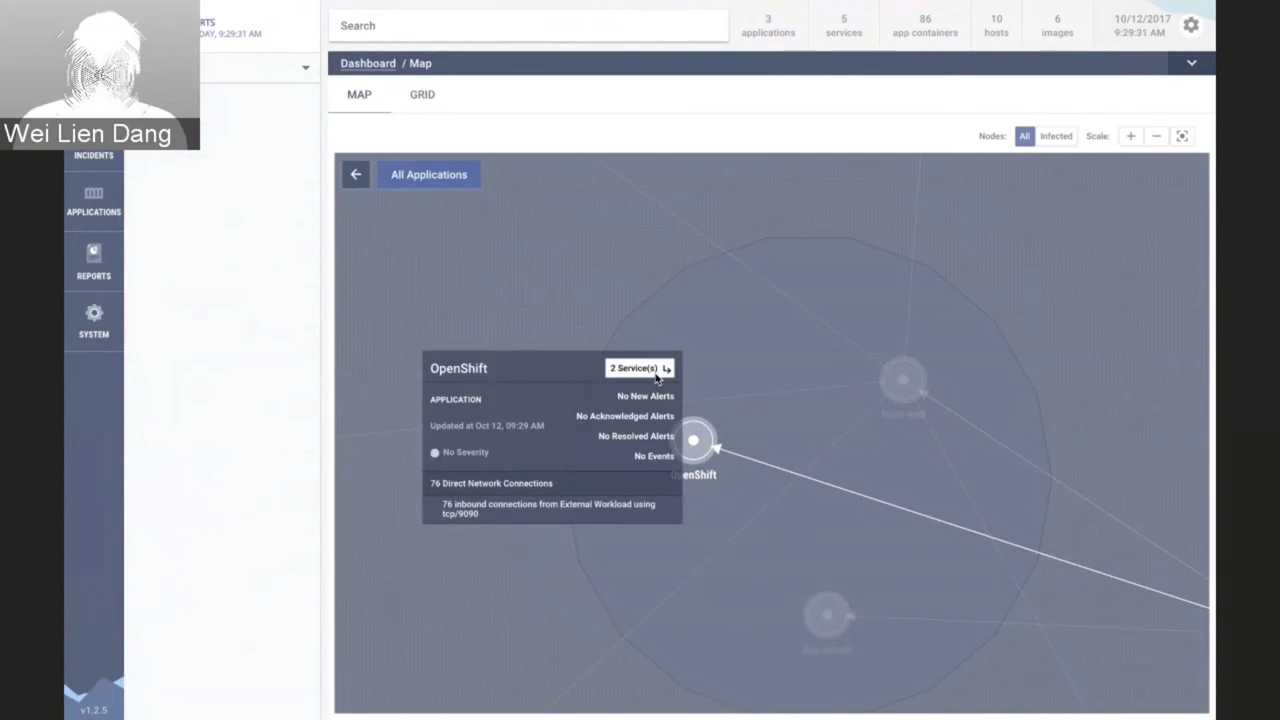 RTS
DAY, 9:29:31 AM
Wei Lien Dang
INCIDENTS
APPLICATIONS
REPORTS
SYSTEM
v1.2.5
Search
3
applications
5
services
86
app containers
10
hosts
6
images
10/12/2017
9:29:31 AM
Dashboard / Map
MAP
GRID
Nodes:
All
Infected
Scale:
All Applications
OpenShift
2 Service(s)
APPLICATION
No New Alerts
No Acknowledged Alerts
Updated at Oct 12, 09:29 AM
No Resolved Alerts
No Severity
No Events
76 Direct Network Connections
76 inbound connections from External Workload using
tcp/9090
penShift